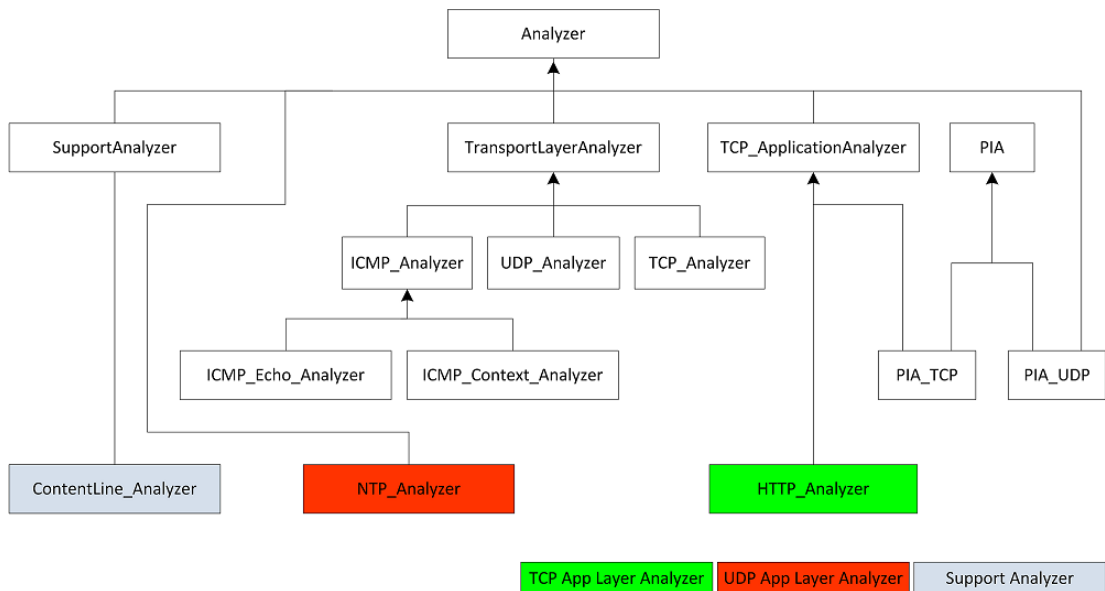 Analyzer
SupportAnalyzer
TransportLayerAnalyzer
TCP_ApplicationAnalyzer
PIA
ICMP_Analyzer
UDP_Analyzer
TCP_Analyzer
ICMP_Echo_Analyzer
ICMP_Context_Analyzer
PIA_TCP
PIA_UDP
ContentLine_Analyzer
NTP_Analyzer
HTTP_Analyzer
TCP App Layer Analyzer
UDP App Layer Analyzer
Support Analyzer